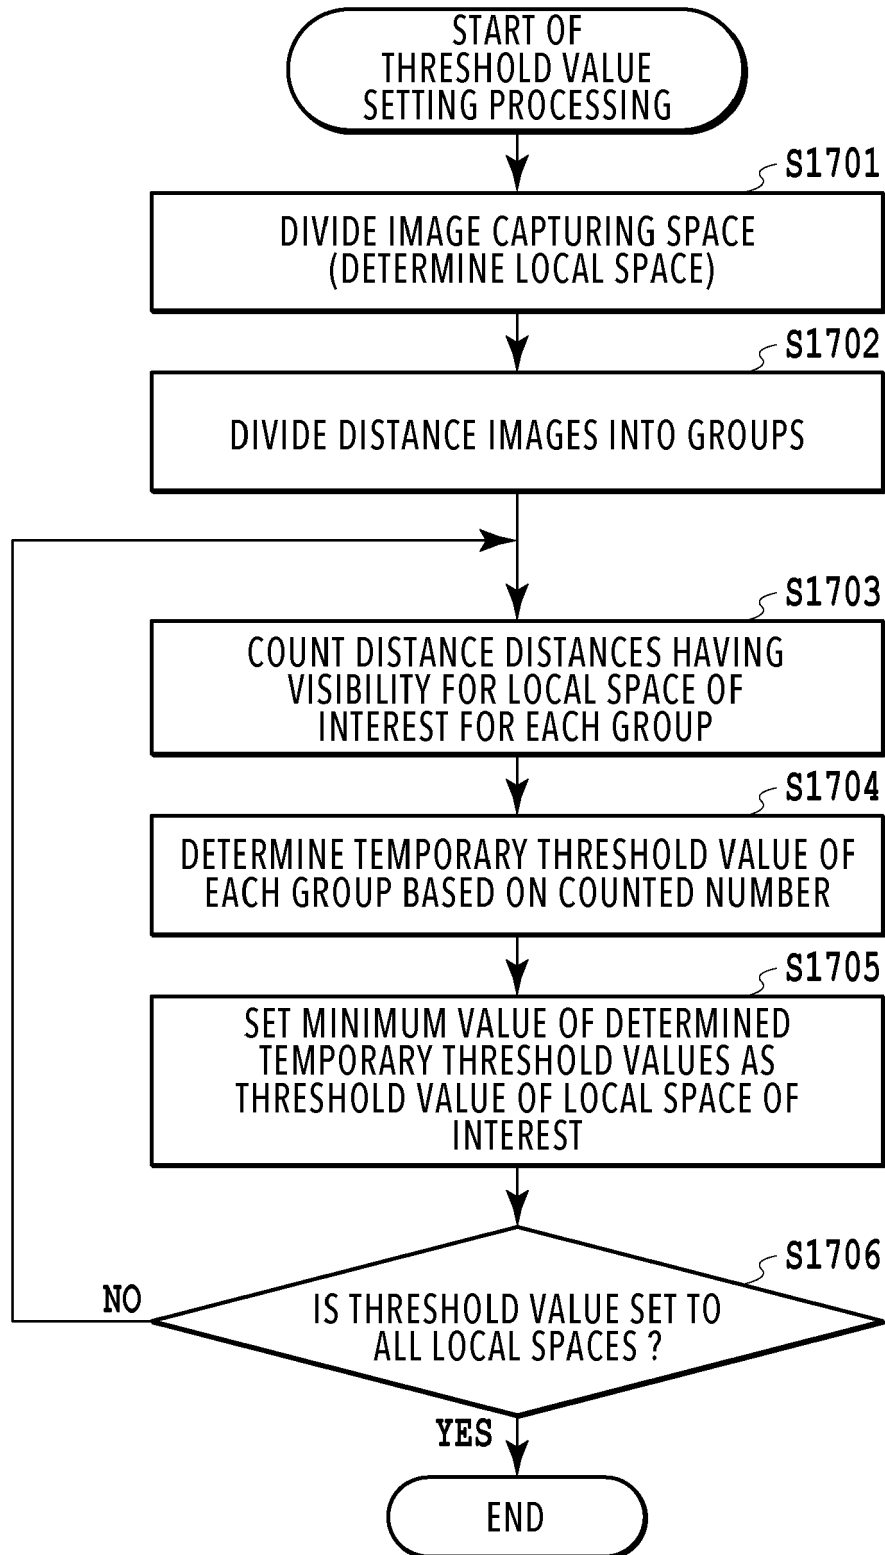 START OF
THRESHOLD VALUE
SETTING PROCESSING
S1701
DIVIDE IMAGE CAPTURING SPACE
(DETERMINE LOCAL SPACE)
S1702
DIVIDE DISTANCE IMAGES INTO GROUPS
S1703
COUNT DISTANCE DISTANCES HAVING
VISIBILITY FOR LOCAL SPACE OF
INTEREST FOR EACH GROUP
S1704
DETERMINE TEMPORARY THRESHOLD VALUE OF
EACH GROUP BASED ON COUNTED NUMBER
S1705
SET MINIMUM VALUE OF DETERMINED
TEMPORARY THRESHOLD VALUES AS
THRESHOLD VALUE OF LOCAL SPACE OF
INTEREST
S1706
NO
IS THRESHOLD VALUE SET TO
ALL LOCAL SPACES ?
YES
END